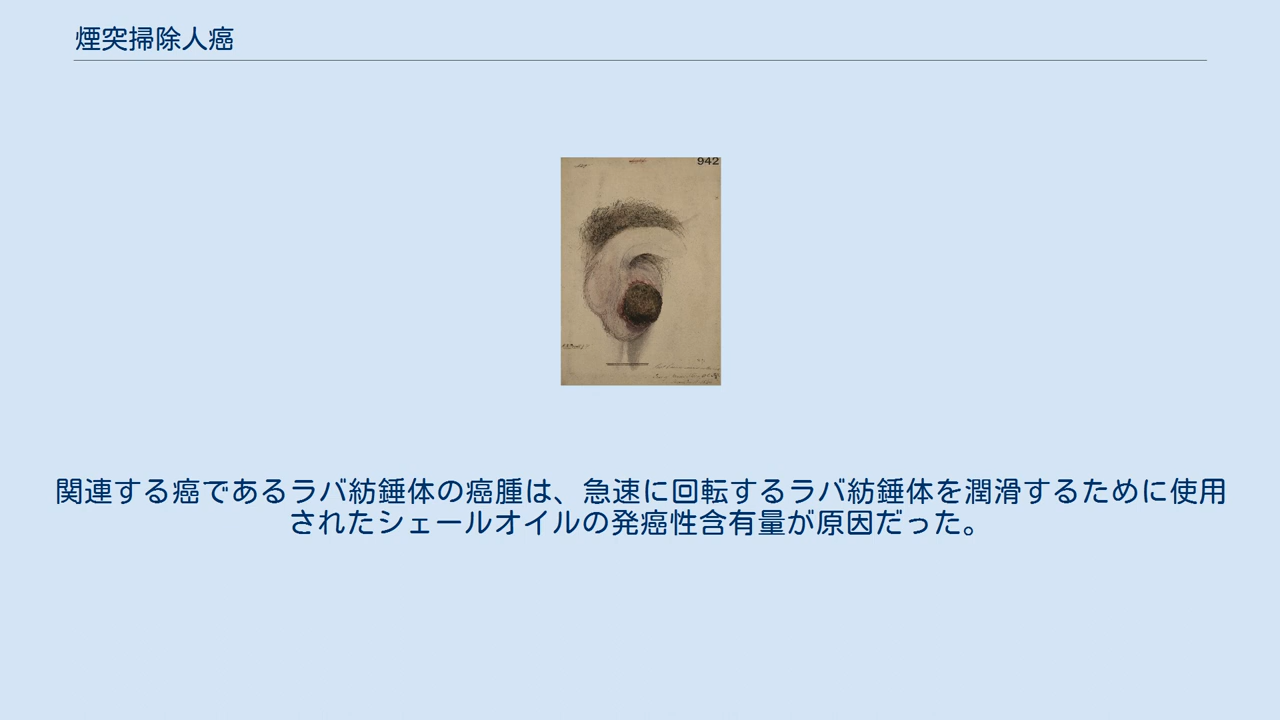 煙突掃除人癌
942
関連する癌であるラバ紡錘体の癌腫は、急速に回転するラバ紡錘体を潤滑するために使用
されたシェールオイルの発癌性含有量が原因だった。